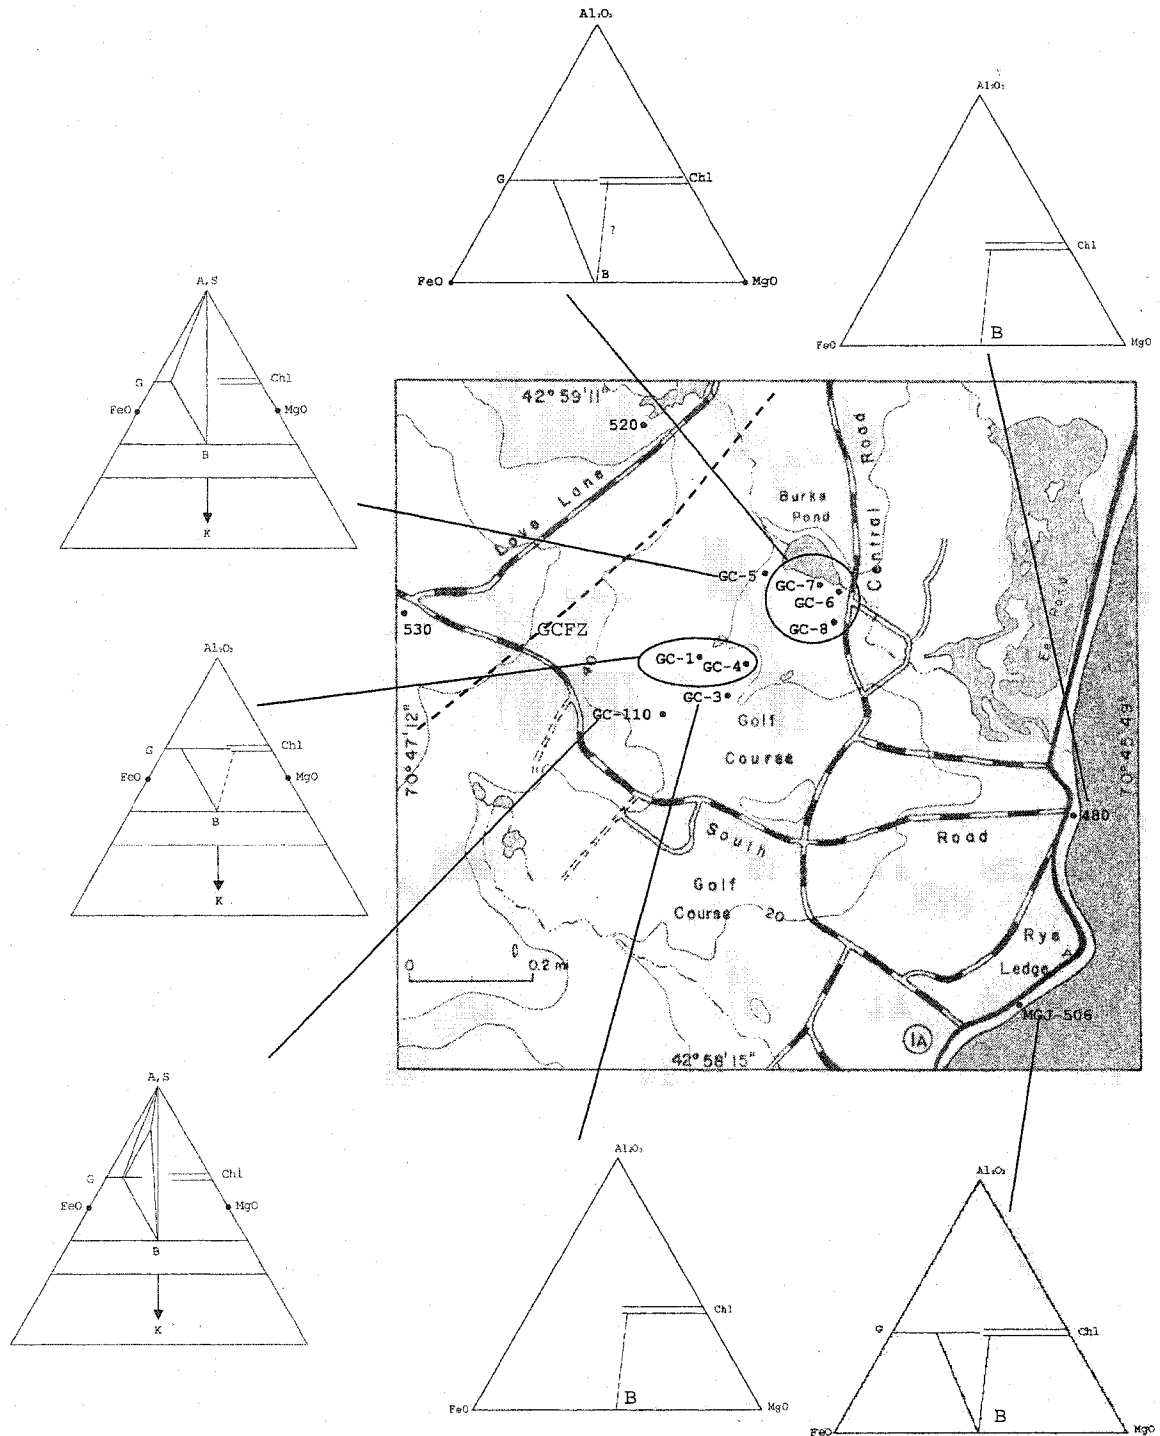 Al₂O₃
G
Chl
?
B
FeO
MgO
Al₂O₃
Chl
B
FeO
MgO
A,S
G
Chl
FeO
MgO
B
K
42° 59'11"
520
Love Lane
Burke
Pond
Central Road
GC-5
GC-7
GC-6
GC-8
530
GCFZ
40
GC-1
GC-4
GC-3
GC-110
70° 47'12"
Golf
Course
70° 45'49"
480
South Road
Golf
Course
20
Rye
Ledge
0 0.2 mi
MGJ-506
1A
42° 58'15"
Al₂O₃
G
Chl
FeO
MgO
B
K
A,S
G
Chl
FeO
MgO
B
K
Al₂O₃
Chl
B
FeO
MgO
Al₂O₃
G
Chl
B
FeO
MgO